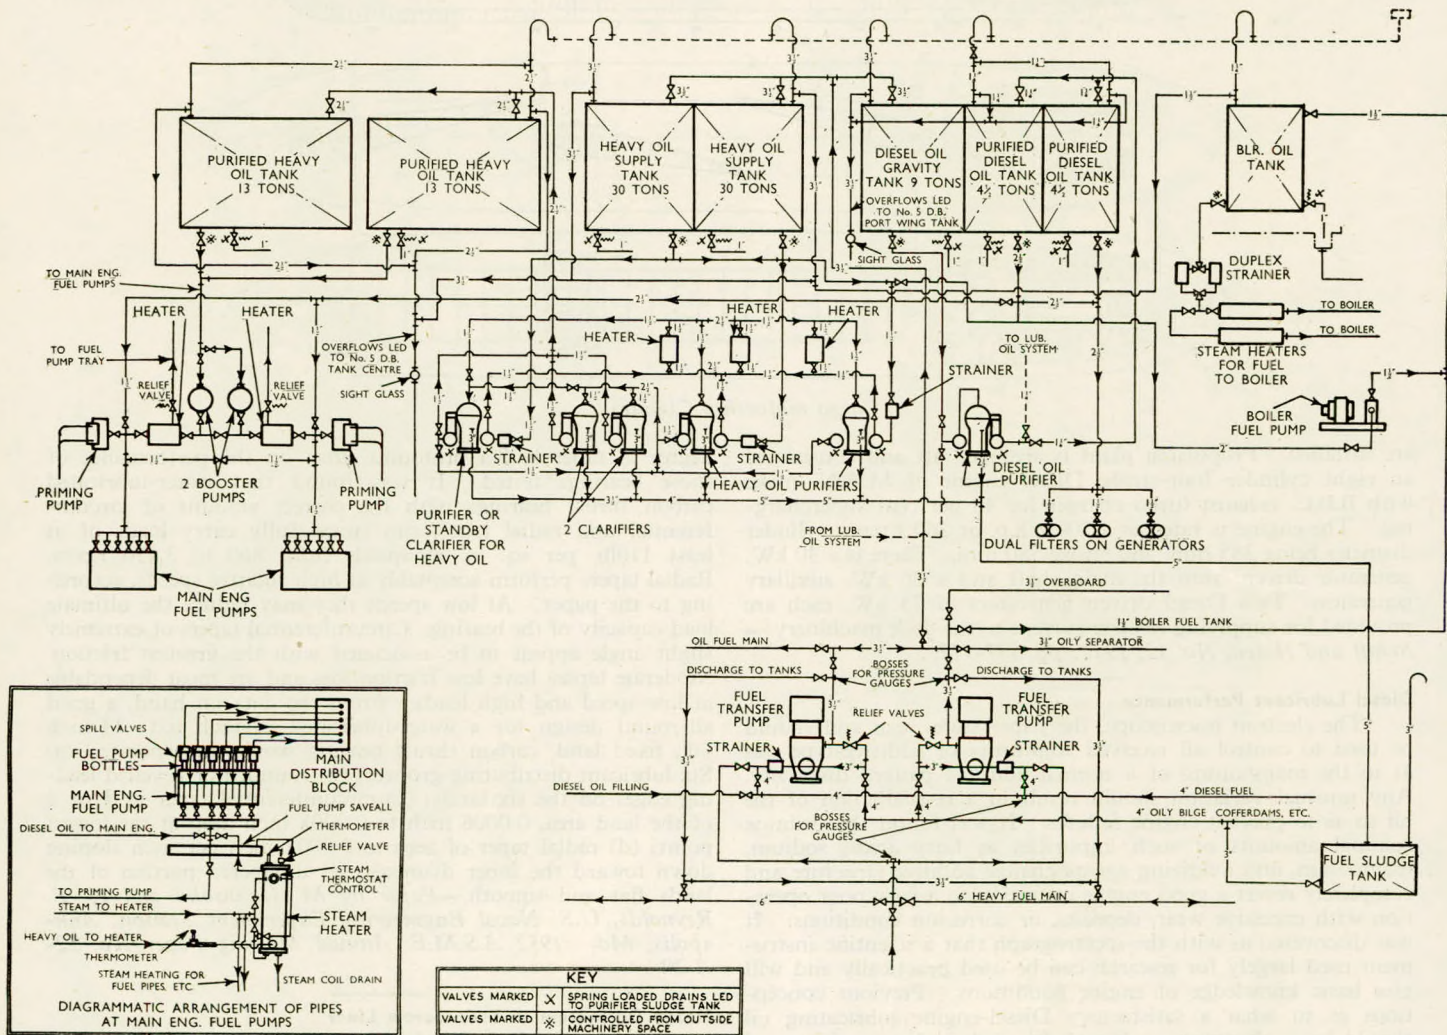 PURIFIED HEAVY
OIL TANK
13 TONS
PURIFIED HEAVY
OIL TANK
13 TONS
HEAVY OIL
SUPPLY
TANK
30 TONS
HEAVY OIL
SUPPLY
TANK
30 TONS
DIESEL OIL
GRAVITY
TANK 9 TONS
PURIFIED
DIESEL
OIL TANK
4½ TONS
PURIFIED
DIESEL
OIL TANK
4½ TONS
BLR. OIL
TANK
OVERFLOWS LED
TO No. 5 D.B.
PORT WING TANK
SIGHT GLASS
DUPLEX
STRAINER
TO BOILER
TO BOILER
STEAM HEATERS
FOR FUEL
TO BOILER
BOILER
FUEL PUMP
TO MAIN ENG.
FUEL PUMPS
HEATER
HEATER
TO FUEL
PUMP TRAY
RELIEF
VALVE
RELIEF
VALVE
OVERFLOWS LED
TO No. 5 D.B.
TANK CENTRE
SIGHT GLASS
HEATER
HEATER
HEATER
TO LUB.
OIL SYSTEM
STRAINER
PRIMING
PUMP
2 BOOSTER
PUMPS
PRIMING
PUMP
STRAINER
STRAINER
HEAVY OIL PURIFIERS
DIESEL OIL
PURIFIER
PURIFIER OR
STANDBY
CLARIFIER FOR
HEAVY OIL
2 CLARIFIERS
FROM LUB.
OIL SYSTEM
DUAL FILTERS ON GENERATORS
MAIN ENG
FUEL PUMPS
3½" OVERBOARD
1½" BOILER FUEL TANK
3½" OILY SEPARATOR
OIL FUEL MAIN
DISCHARGE TO TANKS
BOSSES
FOR PRESSURE
GAUGES
DISCHARGE TO TANKS
FUEL
TRANSFER
PUMP
RELIEF VALVES
FUEL
TRANSFER
PUMP
STRAINER
STRAINER
DIESEL OIL FILLING
4" DIESEL FUEL
4" OILY BILGE COFFERDAMS, ETC.
BOSSES
FOR PRESSURE
GAUGES
6" HEAVY FUEL MAIN
FUEL SLUDGE
TANK
SPILL VALVES
FUEL PUMP
BOTTLES
MAIN ENG.
FUEL PUMP
MAIN
DISTRIBUTION
BLOCK
FUEL PUMP SAVEALL
DIESEL OIL TO MAIN ENG.
THERMOMETER
RELIEF VALVE
STEAM
THERMOSTAT
CONTROL
TO PRIMING PUMP
STEAM TO HEATER
STEAM
HEATER
HEAVY OIL TO HEATER
THERMOMETER
STEAM HEATING FOR
FUEL PIPES, ETC.
STEAM COIL DRAIN
DIAGRAMMATIC ARRANGEMENT OF PIPES
AT MAIN ENG. FUEL PUMPS
KEY
VALVES MARKED X SPRING LOADED DRAINS LED
TO PURIFIER SLUDGE TANK
VALVES MARKED ※ CONTROLLED FROM OUTSIDE
MACHINERY SPACE